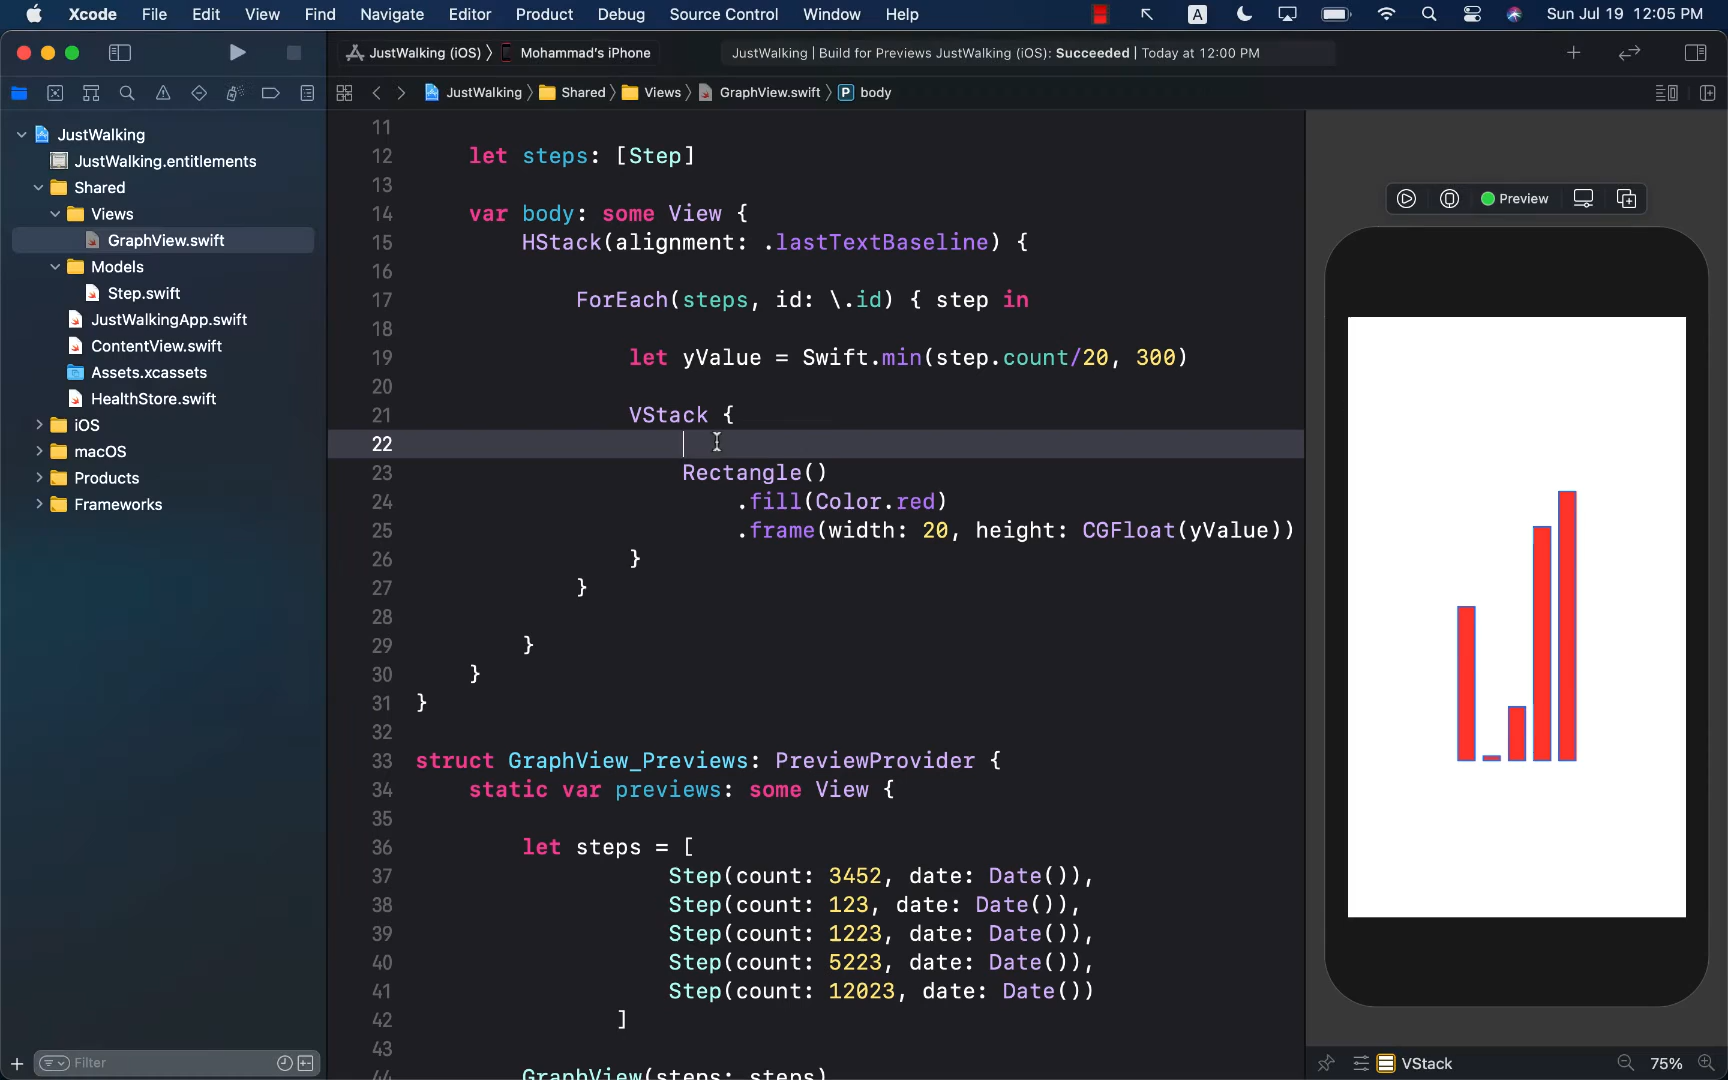 Xcode File Edit View Find Navigate Editor Product Debug Source Control Window Help A Sun Jul 19 12:05 PM
JustWalking (iOS) Mohammad's iPhone JustWalking | Build for Previews JustWalking (iOS): Succeeded | Today at 12:00 PM
JustWalking Shared Views GraphView.swift P body
JustWalking
JustWalking.entitlements
Shared
Views
GraphView.swift
Models
Step.swift
JustWalkingApp.swift
ContentView.swift
Assets.xcassets
HealthStore.swift
iOS
macOS
Products
Frameworks
Filter
11
12 let steps: [Step]
13
14 var body: some View {
15 HStack(alignment: .lastTextBaseline) {
16
17 ForEach(steps, id: \.id) { step in
18
19 let yValue = Swift.min(step.count/20, 300)
20
21 VStack {
22
23 Rectangle()
24 .fill(Color.red)
25 .frame(width: 20, height: CGFloat(yValue))
26 }
27 }
28
29 }
30 }
31 }
32
33 struct GraphView_Previews: PreviewProvider {
34 static var previews: some View {
35
36 let steps = [
37 Step(count: 3452, date: Date()),
38 Step(count: 123, date: Date()),
39 Step(count: 1223, date: Date()),
40 Step(count: 5223, date: Date()),
41 Step(count: 12023, date: Date())
42 ]
43
44 GraphView(steps: steps)
Preview
VStack 75%